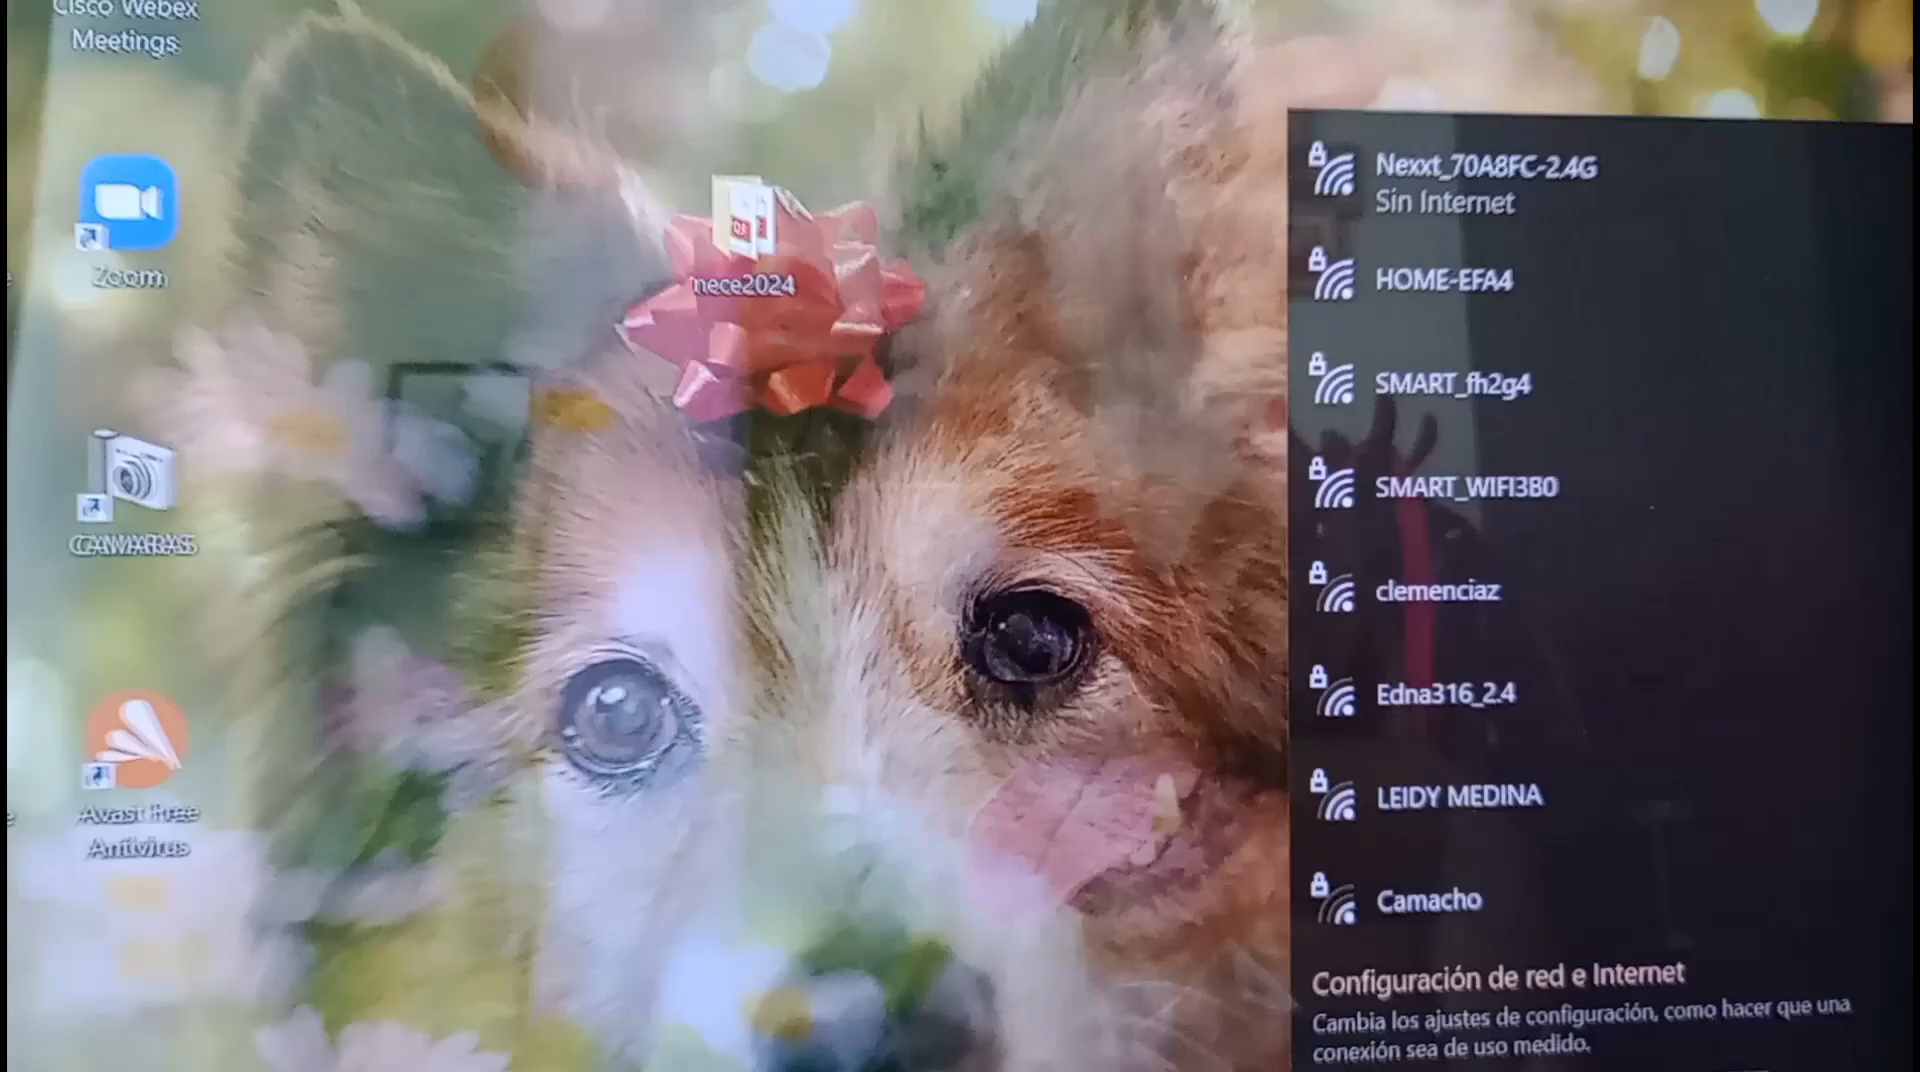 Cisco Webex
Meetings
Zoom
CAMARAS
Avast Free
Antivirus
nece2024
Nexxt_70A8FC-2.4G
Sin Internet
HOME-EFA4
SMART_fh2g4
SMART_WIFI3B0
clemenciaz
Edna316_2.4
LEIDY MEDINA
Camacho
Configuración de red e Internet
Cambia los ajustes de configuración, como hacer que una
conexión sea de uso medido.